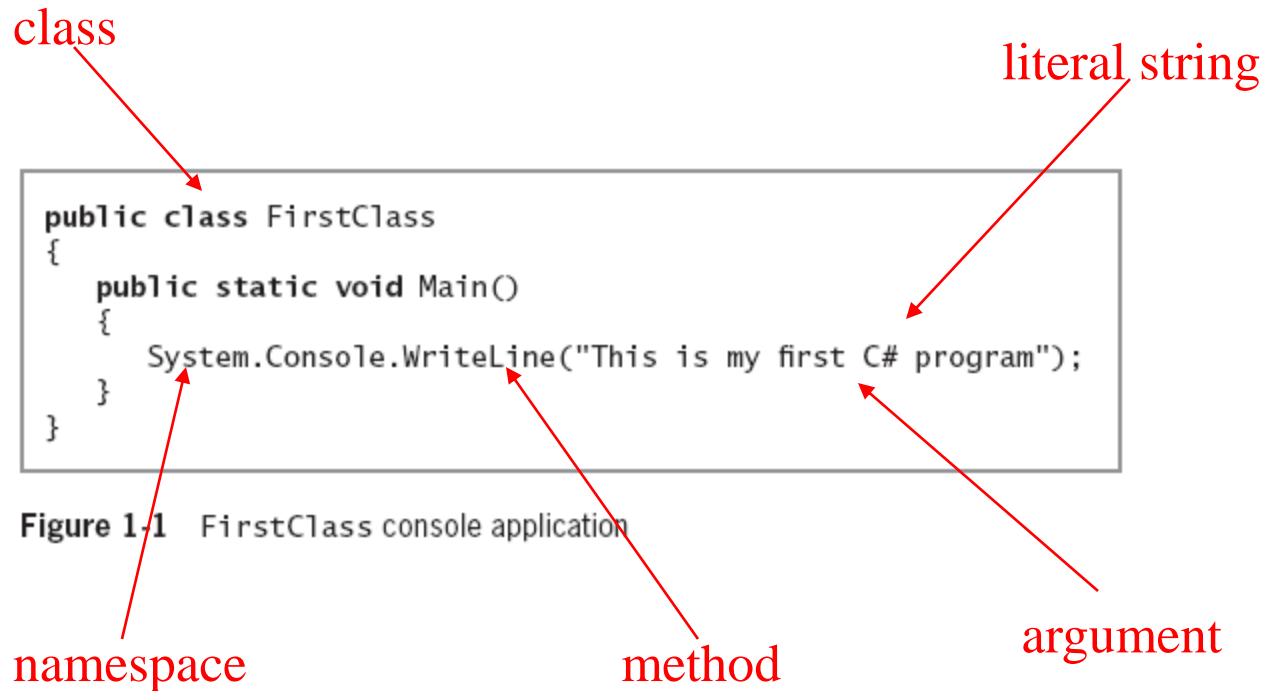 class
literal string
public class FirstClass
{
public static void Main()
{
System.Console.WriteLine("This is my first C# program");
}
}
Figure 1-1 FirstClass console application
namespace
method
argument